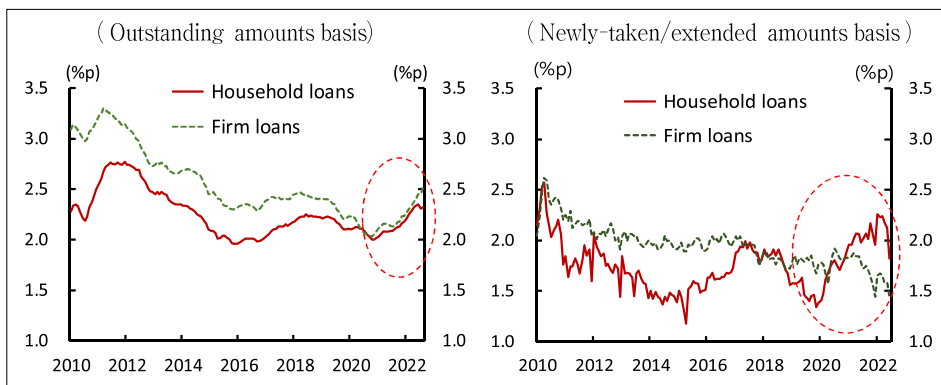 ( Outstanding amounts basis)
(%p) (%p)
Household loans
Firm loans
3.5 3.5
3.0 3.0
2.5 2.5
2.0 2.0
1.5 1.5
1.0 1.0
2010 2012 2014 2016 2018 2020 2022
( Newly-taken/extended amounts basis )
(%p) (%p)
Household loans
Firm loans
3.5 3.5
3.0 3.0
2.5 2.5
2.0 2.0
1.5 1.5
1.0 1.0
2010 2012 2014 2016 2018 2020 2022